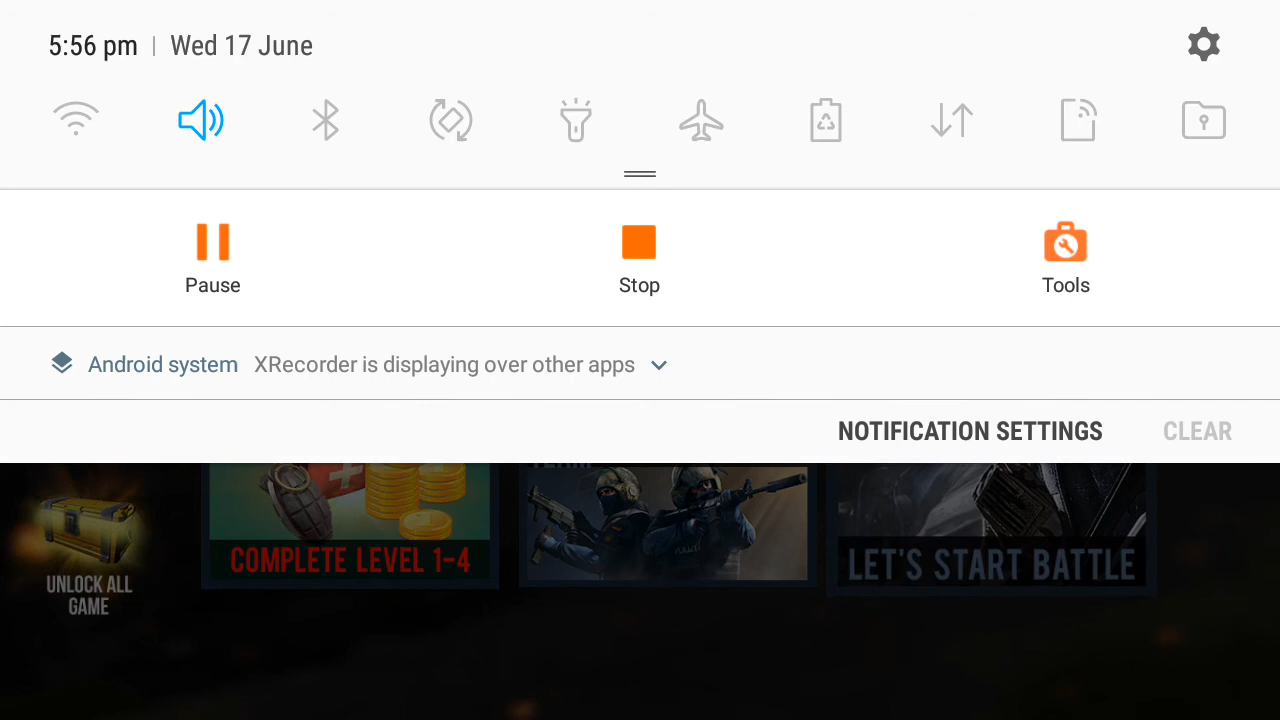 5:56 pm | Wed 17 June
Pause
Stop
Tools
Android system XRecorder is displaying over other apps
NOTIFICATION SETTINGS CLEAR
COMPLETE LEVEL 1-4
LET'S START BATTLE
UNLOCK ALL
GAME